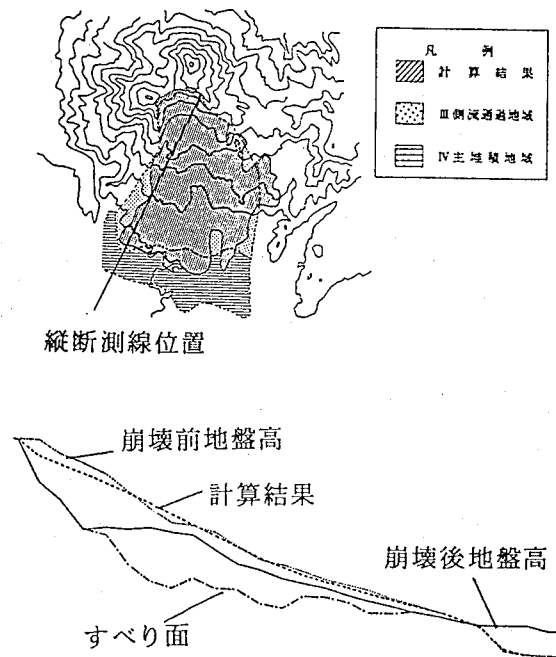 凡 例
計算結果
III側流通過地域
IV主堆積地域
縦断測線位置
崩壊前地盤高
計算結果
崩壊後地盤高
すべり面